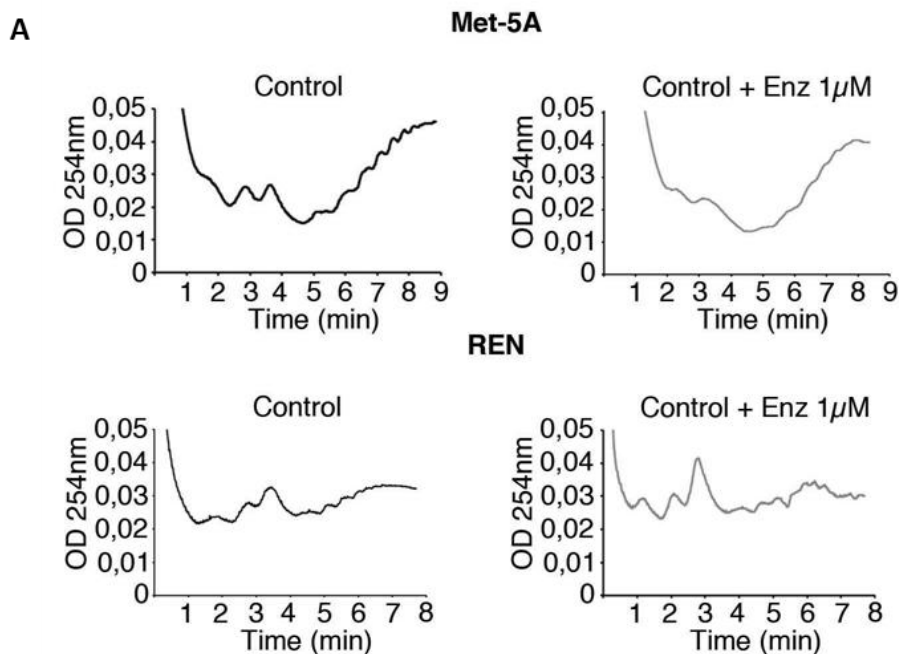 A
Met-5A
Control
OD 254nm
0,05
0,04
0,03
0,02
0,01
0
1 2 3 4 5 6 7 8 9
Time (min)
Control + Enz 1µM
OD 254nm
0,05
0,04
0,03
0,02
0,01
0
1 2 3 4 5 6 7 8 9
Time (min)
REN
Control
OD 254nm
0,05
0,04
0,03
0,02
0,01
0
1 2 3 4 5 6 7 8
Time (min)
Control + Enz 1µM
OD 254nm
0,05
0,04
0,03
0,02
0,01
0
1 2 3 4 5 6 7 8
Time (min)